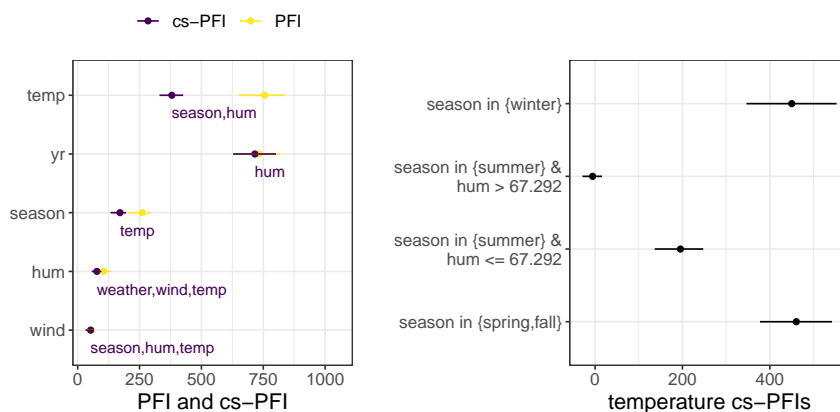 cs−PFI PFI
temp
season,hum
yr
hum
season
temp
hum
weather,wind,temp
wind
season,hum,temp
0 250 500 750 1000
PFI and cs−PFI
season in {winter}
season in {summer} &
hum > 67.292
season in {summer} &
hum <= 67.292
season in {spring,fall}
0 200 400
temperature cs−PFIs